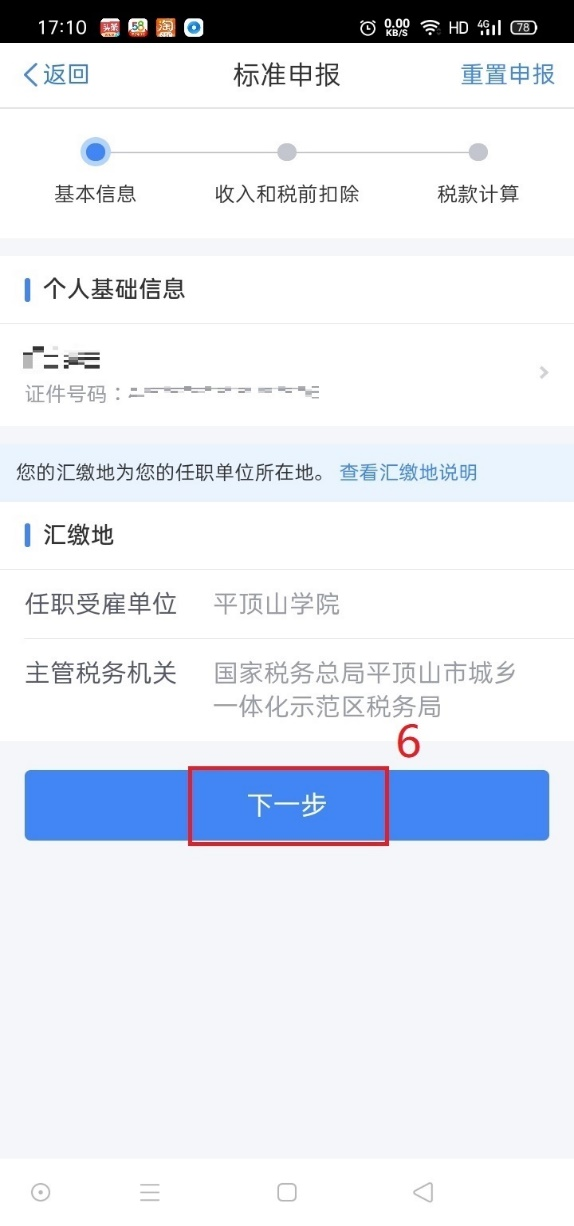 17:10 头条 58 淘 0.00 KB/S HD 4G 78
返回 标准申报 重置申报
基本信息 收入和税前扣除 税款计算
个人基础信息
证件号码：
您的汇缴地为您的任职单位所在地。 查看汇缴地说明
汇缴地
任职受雇单位 平顶山学院
主管税务机关 国家税务总局平顶山市城乡
一体化示范区税务局
6
下一步